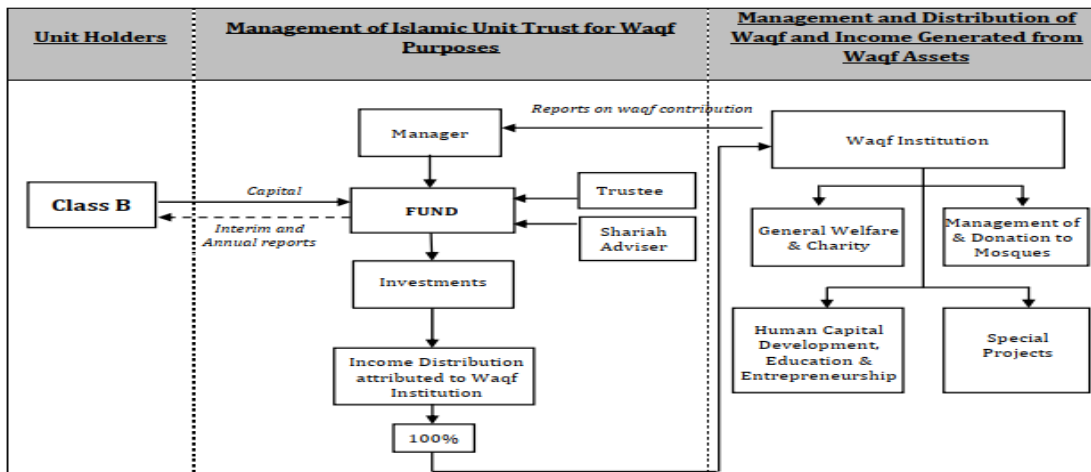 Unit Holders
Management of Islamic Unit Trust for Waqf
Purposes
Management and Distribution of
Waqf and Income Generated from
Waqf Assets
Reports on waqf contribution
Manager
Waqf Institution
Class B
Capital
Interim and
Annual reports
FUND
Trustee
Shariah
Adviser
General Welfare
& Charity
Management of
& Donation to
Mosques
Investments
Human Capital
Development,
Education &
Entrepreneurship
Special
Projects
Income Distribution
attributed to Waqf
Institution
100%